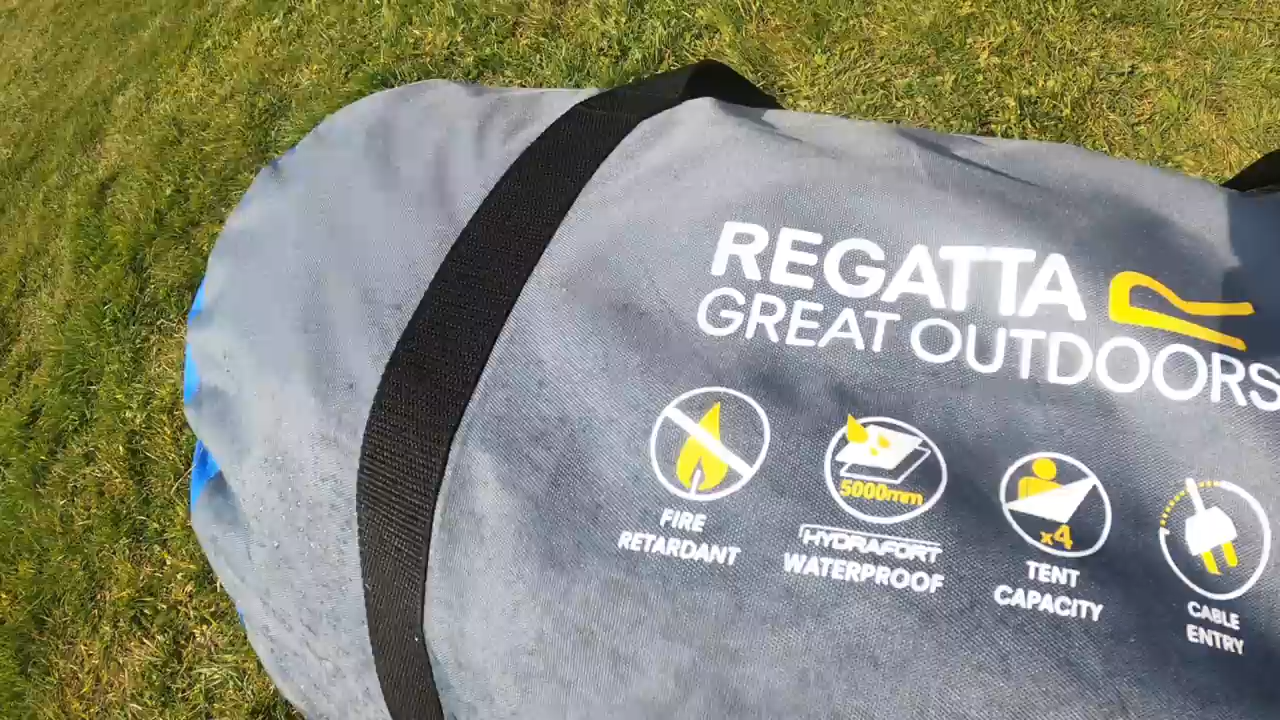 REGATTA
GREAT OUTDOORS
FIRE
RETARDANT
5000mm
HYDRAFORT
WATERPROOF
x4
TENT
CAPACITY
CABLE
ENTRY